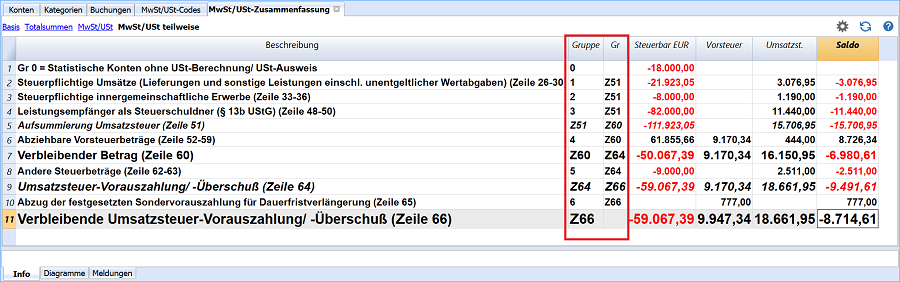 Konten Kategorien Buchungen MwSt/USt-Codes MwSt/USt-Zusammenfassung
Basis Totalsummen MwSt/USt MwSt/USt teilweise
Beschreibung Gruppe Gr Steuerbar EUR Vorsteuer Umsatzst. Saldo
1 Gr 0 = Statistische Konten ohne USt-Berechnung/ USt-Ausweis 0 -18.000,00
2 Steuerpflichtige Umsätze (Lieferungen und sonstige Leistungen einschl. unentgeltlicher Wertabgaben) (Zeile 26-30 1 Z51 -21.923,05 3.076,95 -3.076,95
3 Steuerpflichtige innergemeinschaftliche Erwerbe (Zeile 33-36) 2 Z51 -8.000,00 1.190,00 -1.190,00
4 Leistungsempfänger als Steuerschuldner (§ 13b UStG) (Zeile 48-50) 3 Z51 -82.000,00 11.440,00 -11.440,00
5 Aufsummierung Umsatzsteuer (Zeile 51) Z51 Z60 -111.923,05 15.706,95 -15.706,95
6 Abziehbare Vorsteuerbeträge (Zeile 52-59) 4 Z60 61.855,66 9.170,34 444,00 8.726,34
7 Verbleibender Betrag (Zeile 60) Z60 Z64 -50.067,39 9.170,34 16.150,95 -6.980,61
8 Andere Steuerbeträge (Zeile 62-63) 5 Z64 -9.000,00 2.511,00 -2.511,00
9 Umsatzsteuer-Vorauszahlung/ -Überschuß (Zeile 64) Z64 Z66 -59.067,39 9.170,34 18.661,95 -9.491,61
10 Abzug der festgesetzten Sondervorauszahlung für Dauerfristverlängerung (Zeile 65) 6 Z66 777,00 777,00
11 Verbleibende Umsatzsteuer-Vorauszahlung/ -Überschuß (Zeile 66) Z66 -59.067,39 9.947,34 18.661,95 -8.714,61
Info Diagramme Meldungen